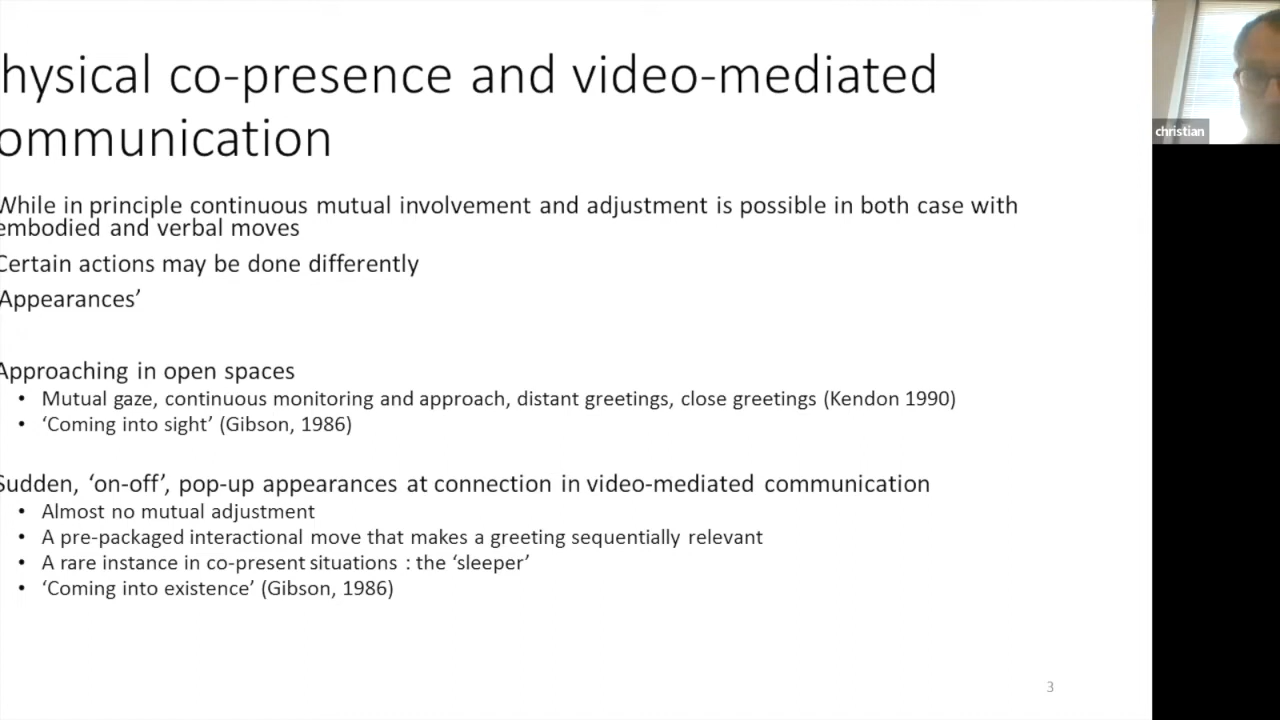 hysical co-presence and video-mediated
ommunication
While in principle continuous mutual involvement and adjustment is possible in both case with
embodied and verbal moves
Certain actions may be done differently
Appearances’
Approaching in open spaces
• Mutual gaze, continuous monitoring and approach, distant greetings, close greetings (Kendon 1990)
• ‘Coming into sight’ (Gibson, 1986)
Sudden, ‘on-off’, pop-up appearances at connection in video-mediated communication
• Almost no mutual adjustment
• A pre-packaged interactional move that makes a greeting sequentially relevant
• A rare instance in co-present situations : the ‘sleeper’
• ‘Coming into existence’ (Gibson, 1986)
3
christian